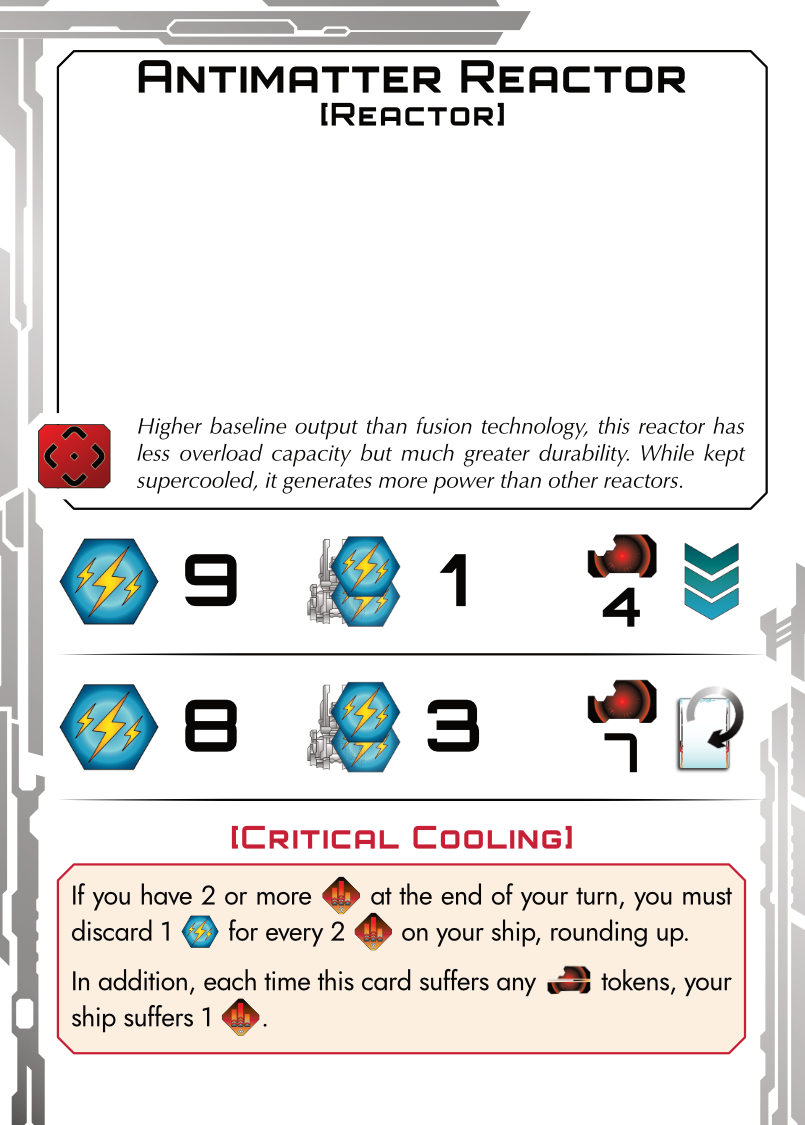 Antimatter Reactor
[Reactor]
Higher baseline output than fusion technology, this reactor has
less overload capacity but much greater durability. While kept
supercooled, it generates more power than other reactors.
9 1 4
8 3 7
[Critical Cooling]
If you have 2 or more at the end of your turn, you must
discard 1 for every 2 on your ship, rounding up.
In addition, each time this card suffers any tokens, your
ship suffers 1 .